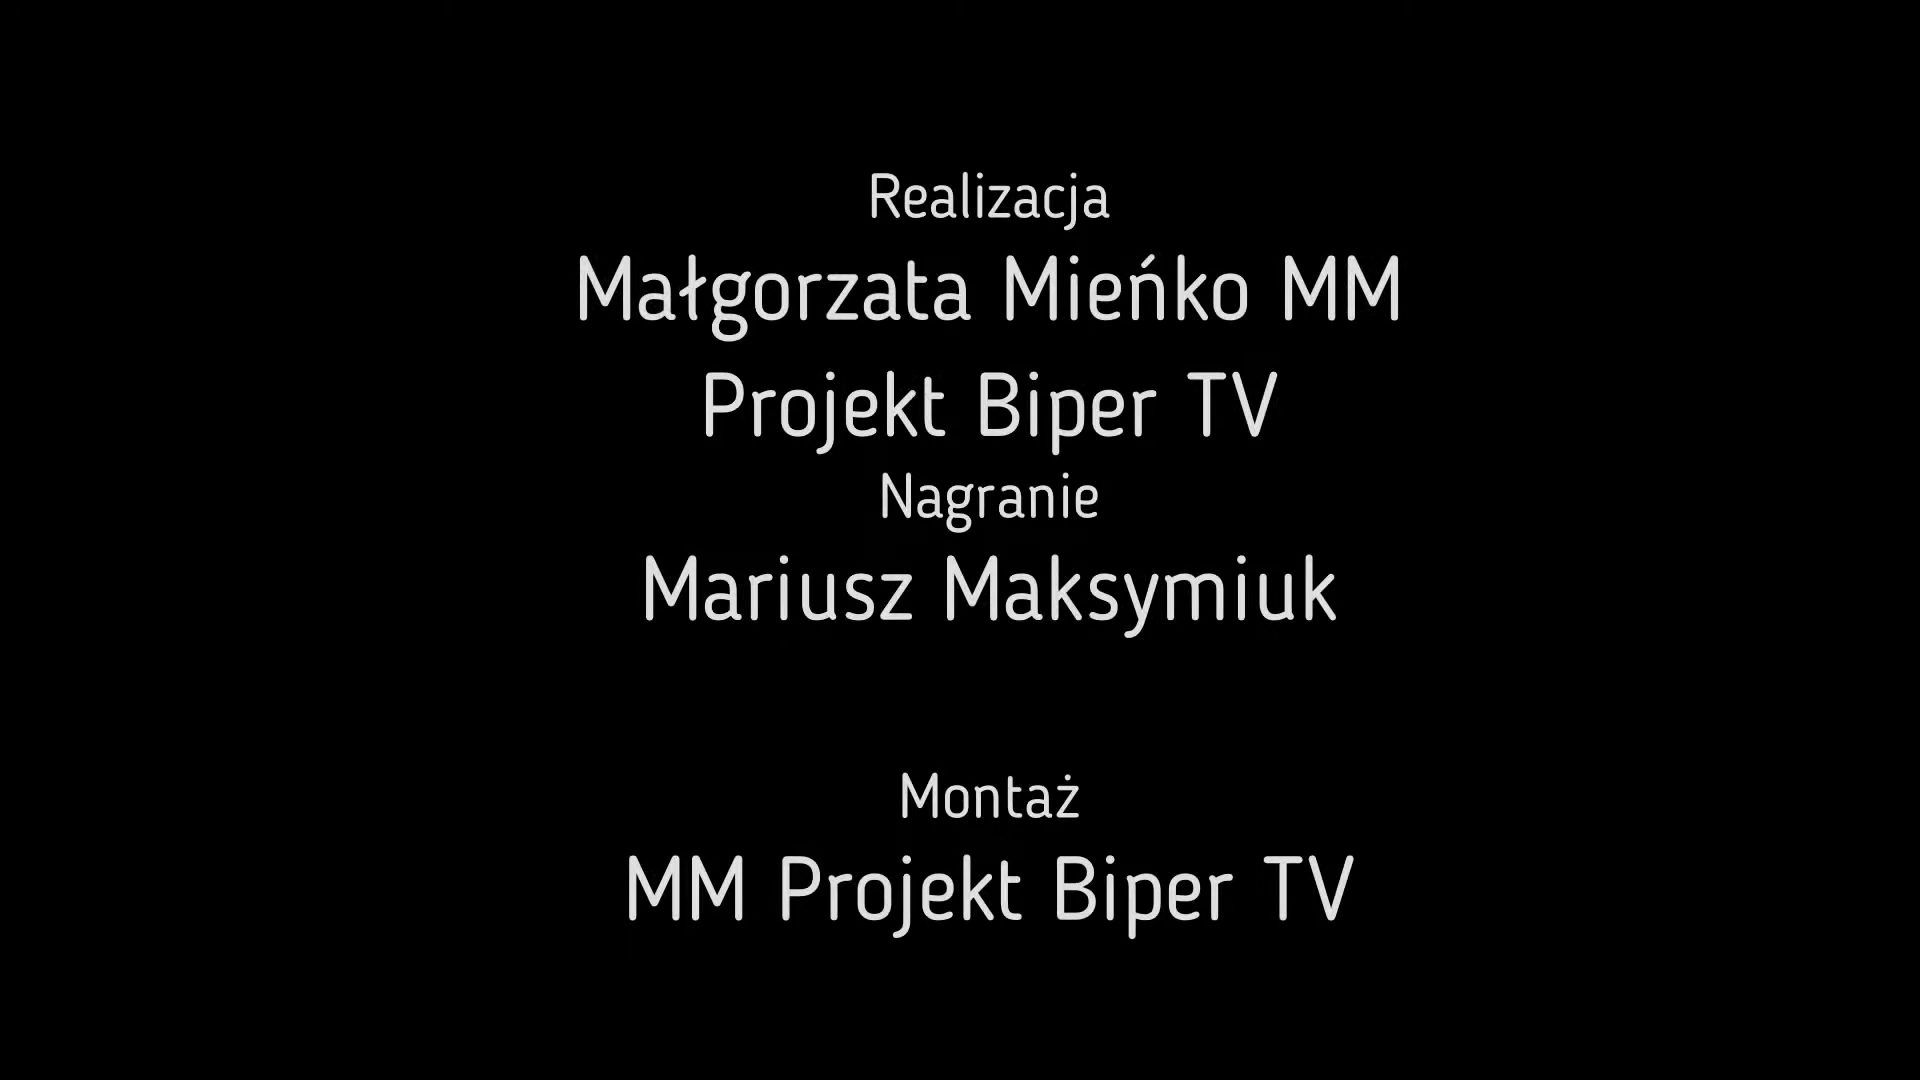 Realizacja
Małgorzata Mieńko MM
Projekt Biper TV
Nagranie
Mariusz Maksymiuk
Montaż
MM Projekt Biper TV